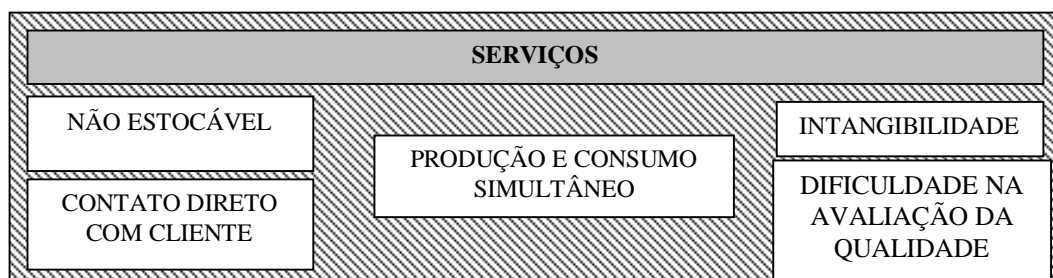 SERVIÇOS
NÃO ESTOCÁVEL
CONTATO DIRETO
COM CLIENTE
PRODUÇÃO E CONSUMO
SIMULTÂNEO
INTANGIBILIDADE
DIFICULDADE NA
AVALIAÇÃO DA
QUALIDADE